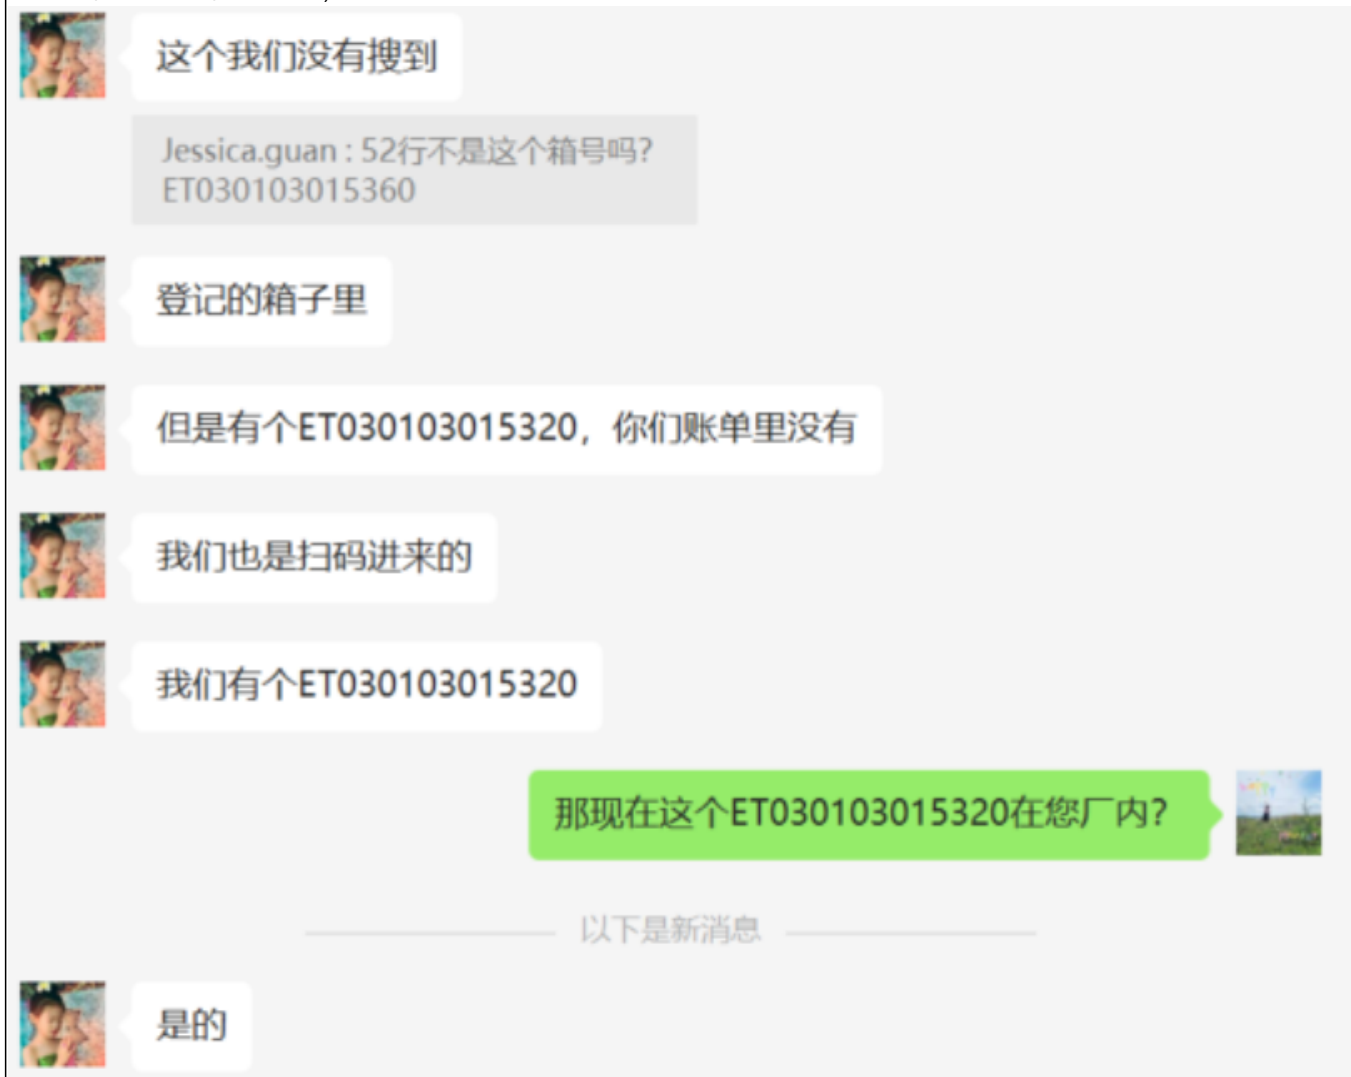 这个我们没有搜到
Jessica.guan : 52行不是这个箱号吗?
ET030103015360
登记的箱子里
但是有个ET030103015320，你们账单里没有
我们也是扫码进来的
我们有个ET030103015320
那现在这个ET030103015320在您厂内?
以下是新消息
是的